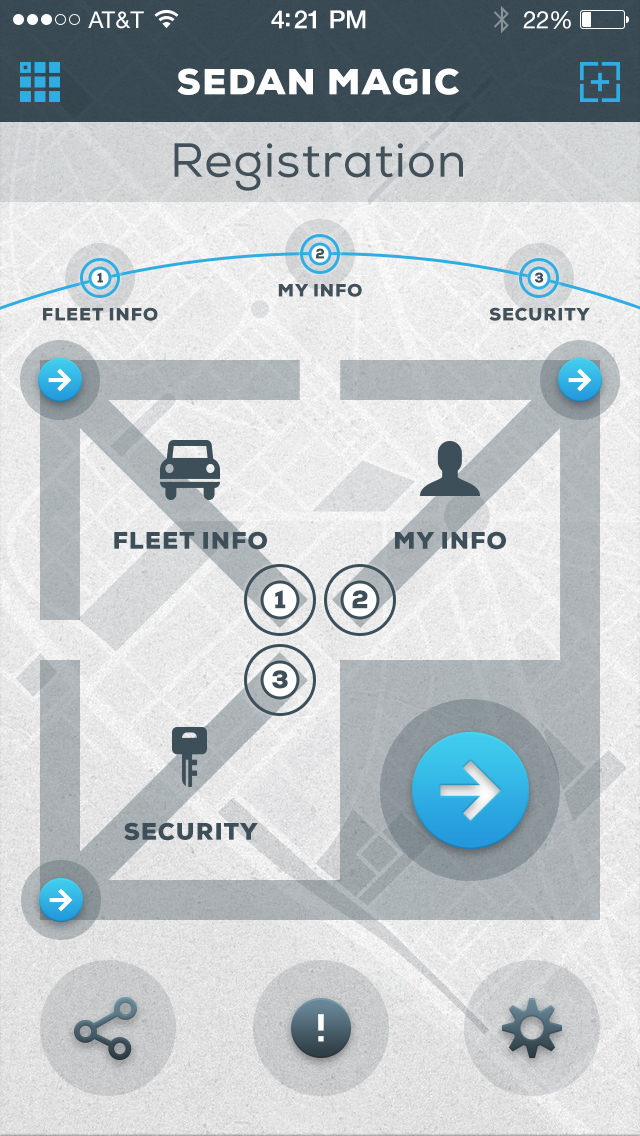 AT&T 4:21 PM 22%
SEDAN MAGIC
Registration
1 2 3
MY INFO
FLEET INFO SECURITY
FLEET INFO MY INFO
1 2
3
SECURITY
!